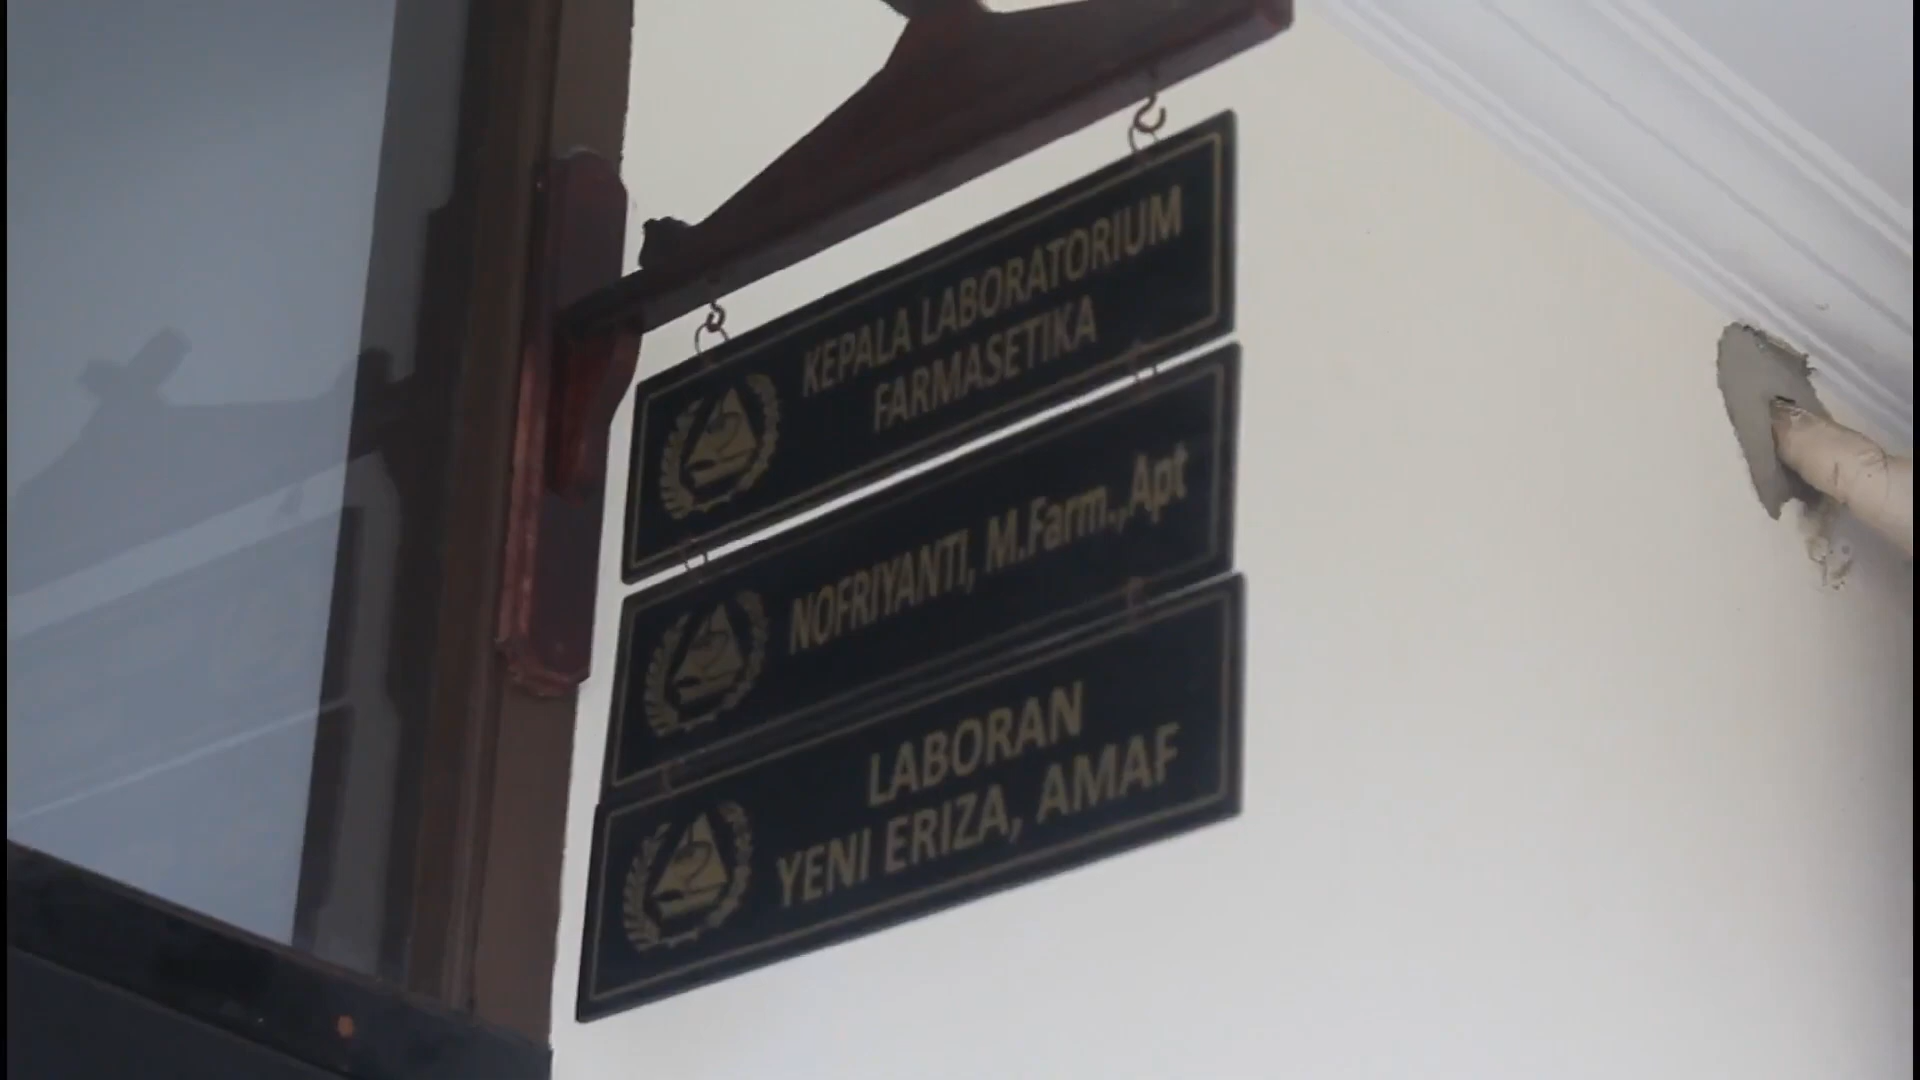 KEPALA LABORATORIUM
FARMASETIKA
NOFRIYANTI, M.Farm.,Apt
LABORAN
YENI ERIZA, AMAF